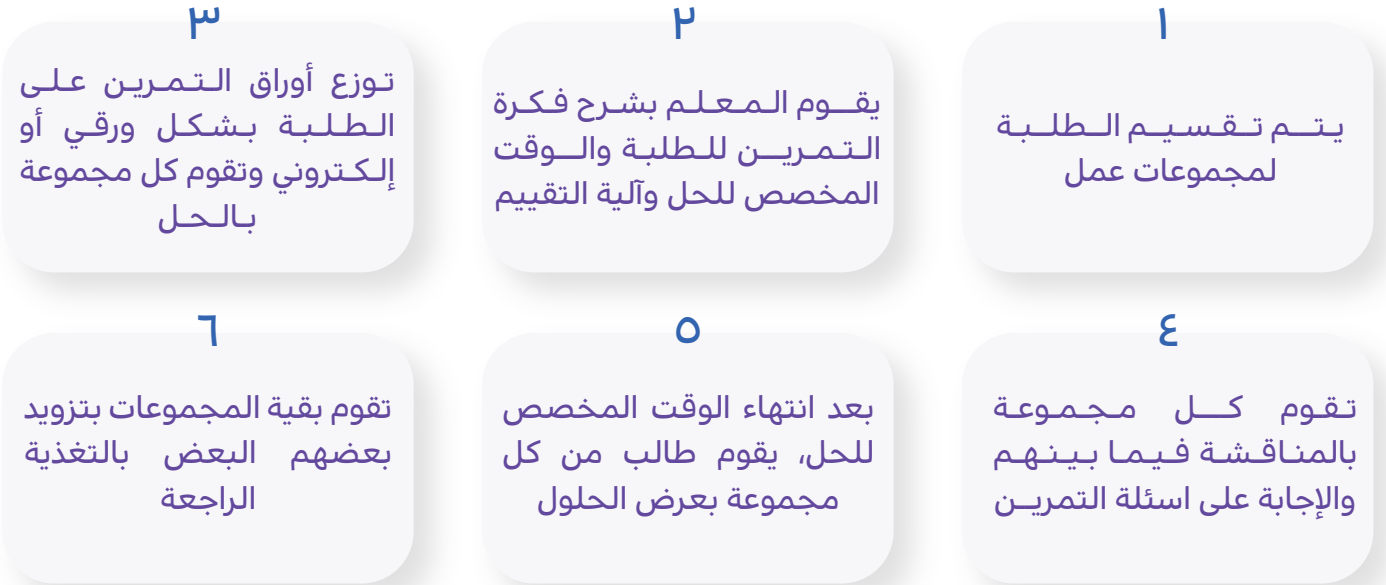 ١
يتم تقسيم الطلبة
لمجموعات عمل
٢
يقوم المعلم بشرح فكرة
التمرين للطلبة والوقت
المخصص للحل وآلية التقييم
٣
توزع أوراق التمرين على
الطلبة بشكل ورقي أو
إلكتروني وتقوم كل مجموعة
بالحل
٤
تقوم كل مجموعة
بالمناقشة فيما بينهم
والإجابة على اسئلة التمرين
٥
بعد انتهاء الوقت المخصص
للحل، يقوم طالب من كل
مجموعة بعرض الحلول
٦
تقوم بقية المجموعات بتزويد
بعضهم البعض بالتغذية
الراجعة